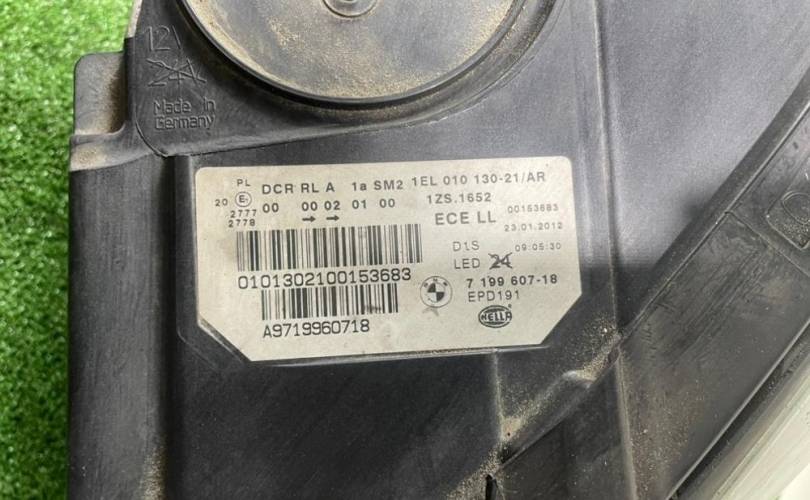 12V
24V
Made in
Germany
PL
DCR RL A 1a SM2 1EL 010 130-21/AR
20 E1 00 00 02 01 00 1ZS.1652
2777
2778
→ →
ECE LL 00153683
23.01.2012
D1S 09:05:30
LED 24
0101302100153683
7 199 607-18
EPD191
A9719960718
HELLA